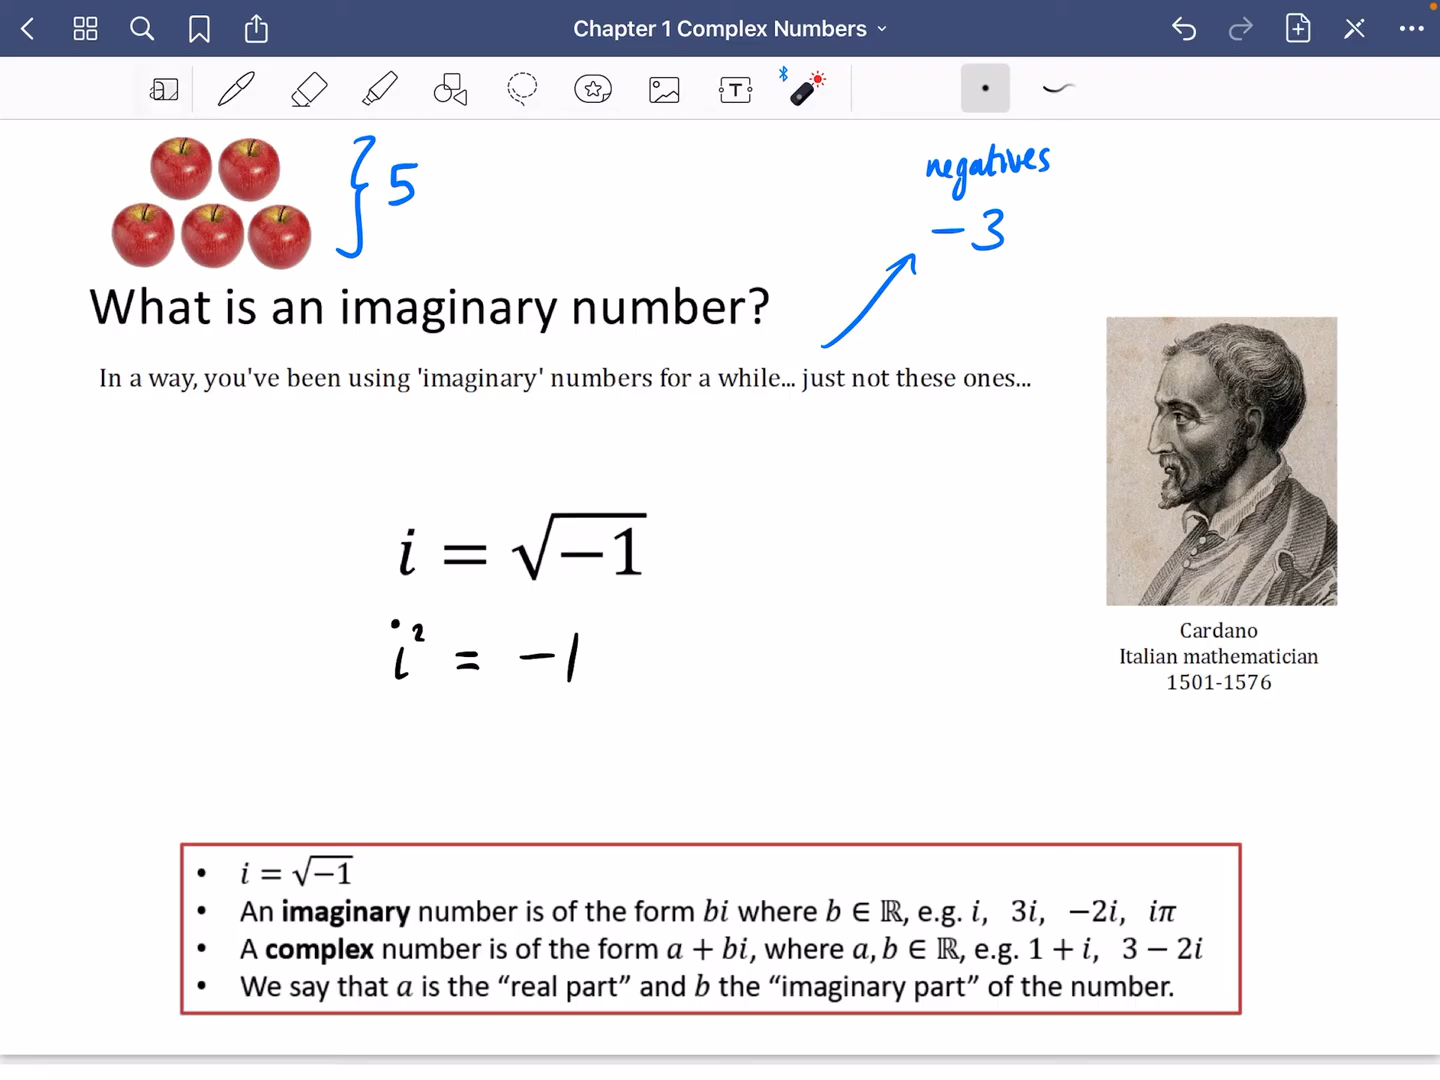 Chapter 1 Complex Numbers
T
5
negatives
−3
What is an imaginary number?
In a way, you've been using 'imaginary' numbers for a while... just not these ones...
i = √−1
i² = −1
Cardano
Italian mathematician
1501-1576
• i = √−1
• An imaginary number is of the form bi where b ∈ ℝ, e.g. i, 3i, −2i, iπ
• A complex number is of the form a + bi, where a, b ∈ ℝ, e.g. 1 + i, 3 − 2i
• We say that a is the “real part” and b the “imaginary part” of the number.